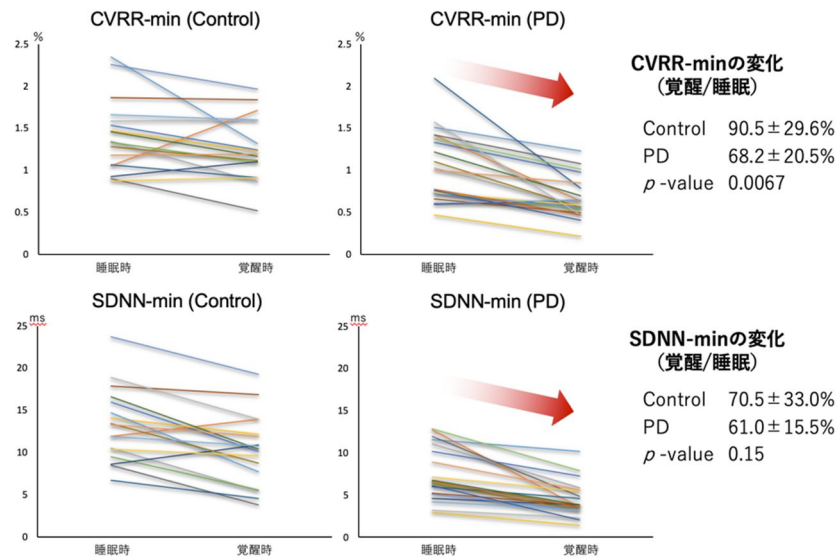 CVRR-min (Control)
%
2.5
2
1.5
1
0.5
0
睡眠時
覚醒時
CVRR-min (PD)
%
2.5
2
1.5
1
0.5
0
睡眠時
覚醒時
CVRR-minの変化
（覚醒/睡眠）
Control 90.5±29.6%
PD 68.2±20.5%
p-value 0.0067
SDNN-min (Control)
ms
25
20
15
10
5
0
睡眠時
覚醒時
SDNN-min (PD)
ms
25
20
15
10
5
0
睡眠時
覚醒時
SDNN-minの変化
（覚醒/睡眠）
Control 70.5±33.0%
PD 61.0±15.5%
p-value 0.15